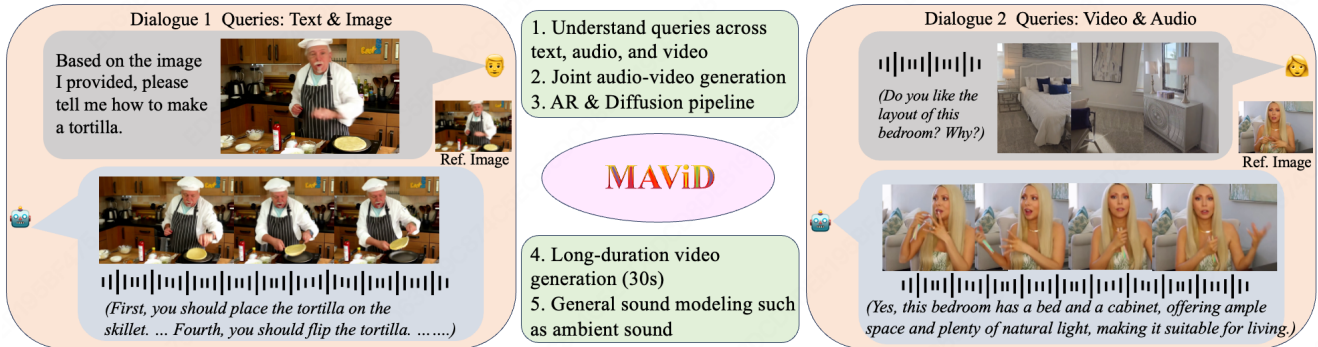 Dialogue 1 Queries: Text & Image
Based on the image
I provided, please
tell me how to make
a tortilla.
Ref. Image
(First, you should place the tortilla on the
skillet. ... Fourth, you should flip the tortilla. .......)
1. Understand queries across
text, audio, and video
2. Joint audio-video generation
3. AR & Diffusion pipeline
MAViD
4. Long-duration video
generation (30s)
5. General sound modeling such
as ambient sound
Dialogue 2 Queries: Video & Audio
(Do you like the
layout of this
bedroom? Why?)
Ref. Image
(Yes, this bedroom has a bed and a cabinet, offering ample
space and plenty of natural light, making it suitable for living.)